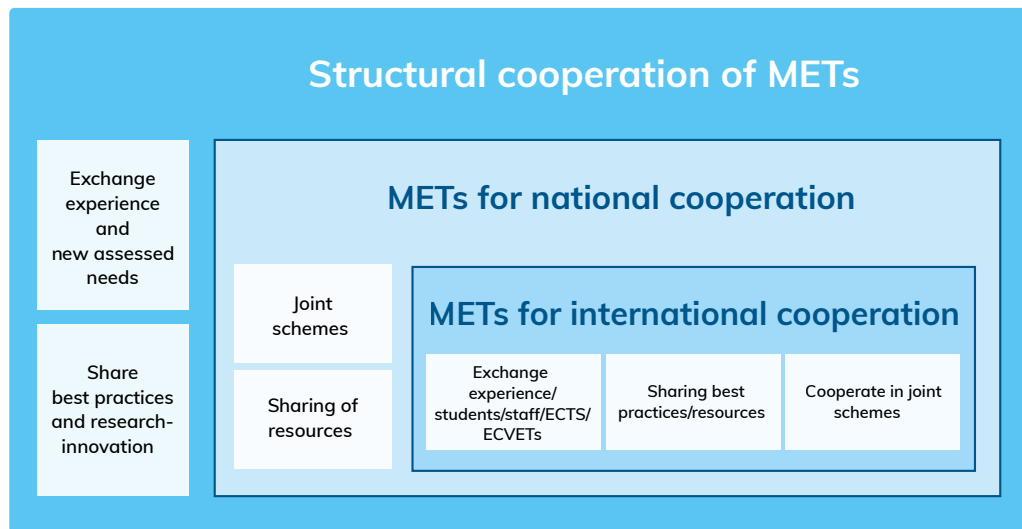 Structural cooperation of METs
Exchange
experience
and
new assessed
needs
Share
best practices
and research-
innovation
METs for national cooperation
Joint
schemes
Sharing of
resources
METs for international cooperation
Exchange
experience/
students/staff/ECTS/
ECVETs
Sharing best
practices/resources
Cooperate in joint
schemes